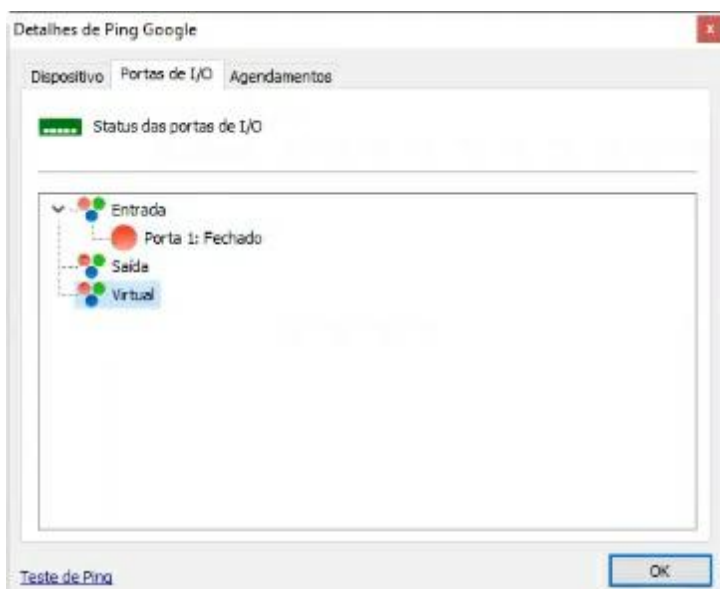 Detalhes de Ping Google
x
Dispositivo Portas de I/O Agendamentos
Status das portas de I/O
Entrada
Porta 1: Fechado
Saída
Virtual
Teste de Ping OK